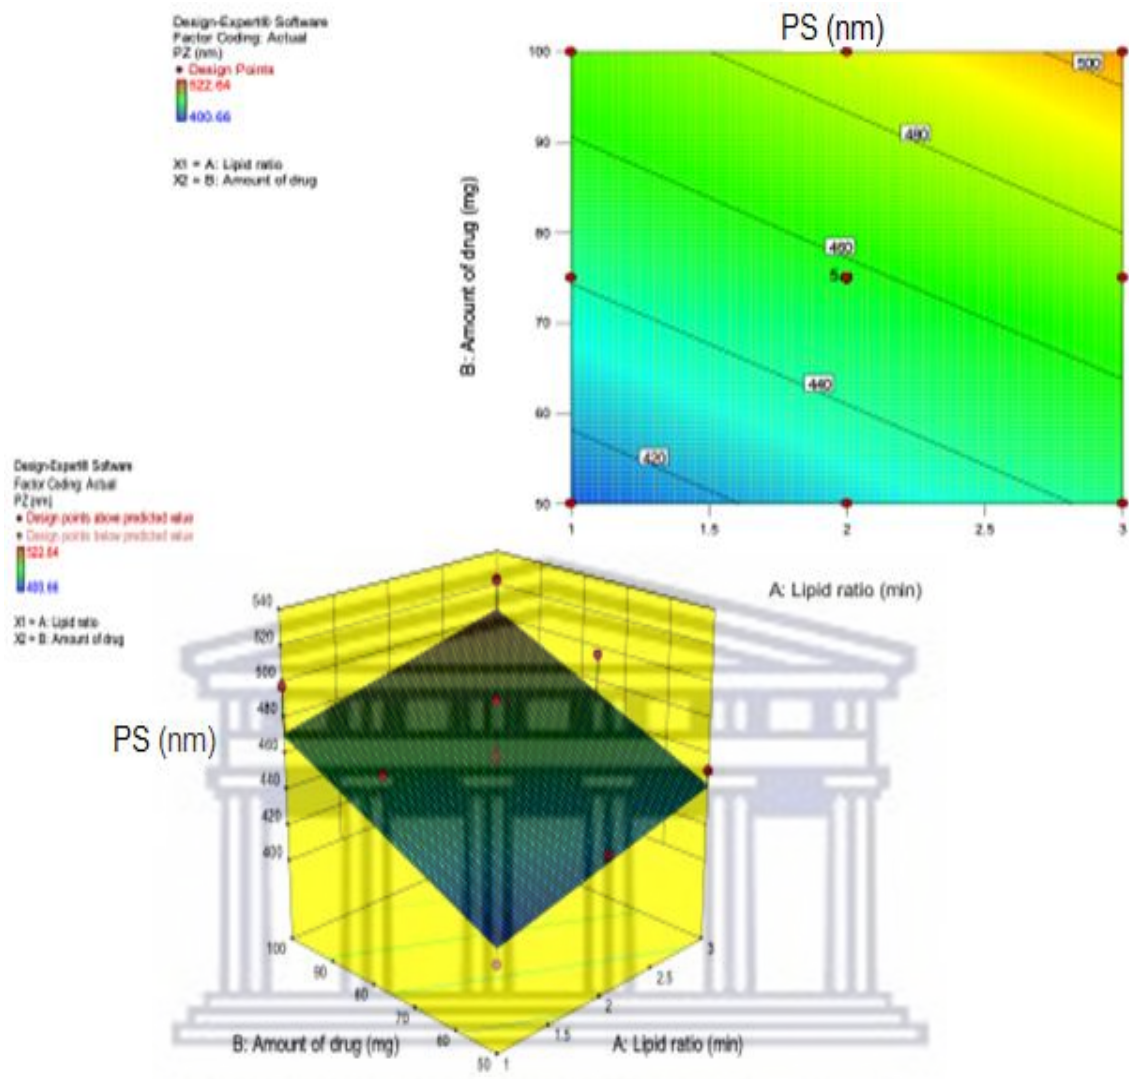 Design-Expert® Software
Factor Coding: Actual
PZ (nm)
Design Points
522.64
400.66
X1 = A: Lipid ratio
X2 = B: Amount of drug
PS (nm)
B: Amount of drug (mg)
100
90
80
70
60
50
1
1.5
2
2.5
3
500
480
460
440
420
5
A: Lipid ratio (min)
Design-Expert® Software
Factor Coding: Actual
PZ (nm)
Design points above predicted value
Design points below predicted value
522.64
400.66
X1 = A: Lipid ratio
X2 = B: Amount of drug
PS (nm)
540
520
500
480
460
440
420
400
100
90
80
70
60
50
1
1.5
2
2.5
3
B: Amount of drug (mg)
A: Lipid ratio (min)